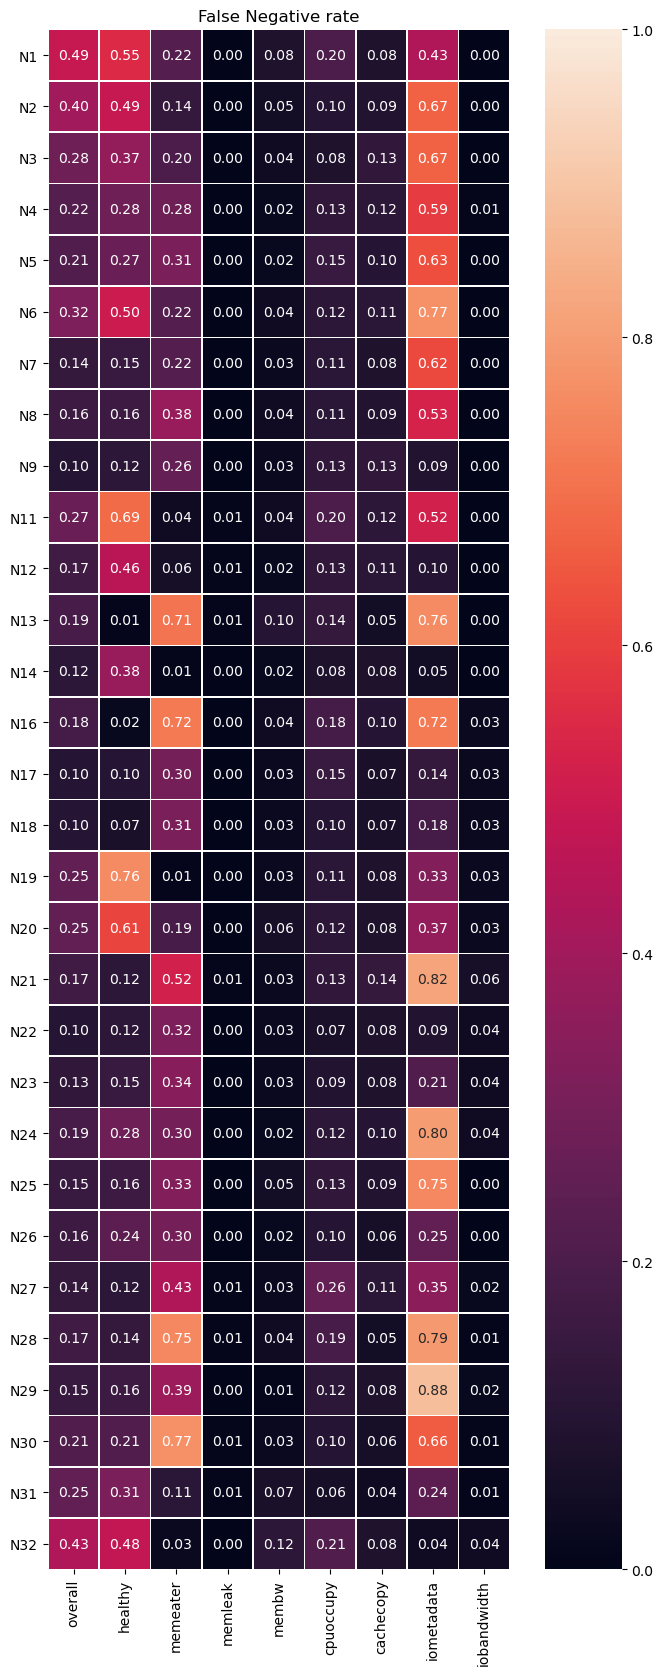 False Negative rate
N1 0.49 0.55 0.22 0.00 0.08 0.20 0.08 0.43 0.00
N2 0.40 0.49 0.14 0.00 0.05 0.10 0.09 0.67 0.00
N3 0.28 0.37 0.20 0.00 0.04 0.08 0.13 0.67 0.00
N4 0.22 0.28 0.28 0.00 0.02 0.13 0.12 0.59 0.01
N5 0.21 0.27 0.31 0.00 0.02 0.15 0.10 0.63 0.00
N6 0.32 0.50 0.22 0.00 0.04 0.12 0.11 0.77 0.00
N7 0.14 0.15 0.22 0.00 0.03 0.11 0.08 0.62 0.00
N8 0.16 0.16 0.38 0.00 0.04 0.11 0.09 0.53 0.00
N9 0.10 0.12 0.26 0.00 0.03 0.13 0.13 0.09 0.00
N11 0.27 0.69 0.04 0.01 0.04 0.20 0.12 0.52 0.00
N12 0.17 0.46 0.06 0.01 0.02 0.13 0.11 0.10 0.00
N13 0.19 0.01 0.71 0.01 0.10 0.14 0.05 0.76 0.00
N14 0.12 0.38 0.01 0.00 0.02 0.08 0.08 0.05 0.00
N16 0.18 0.02 0.72 0.00 0.04 0.18 0.10 0.72 0.03
N17 0.10 0.10 0.30 0.00 0.03 0.15 0.07 0.14 0.03
N18 0.10 0.07 0.31 0.00 0.03 0.10 0.07 0.18 0.03
N19 0.25 0.76 0.01 0.00 0.03 0.11 0.08 0.33 0.03
N20 0.25 0.61 0.19 0.00 0.06 0.12 0.08 0.37 0.03
N21 0.17 0.12 0.52 0.01 0.03 0.13 0.14 0.82 0.06
N22 0.10 0.12 0.32 0.00 0.03 0.07 0.08 0.09 0.04
N23 0.13 0.15 0.34 0.00 0.03 0.09 0.08 0.21 0.04
N24 0.19 0.28 0.30 0.00 0.02 0.12 0.10 0.80 0.04
N25 0.15 0.16 0.33 0.00 0.05 0.13 0.09 0.75 0.00
N26 0.16 0.24 0.30 0.00 0.02 0.10 0.06 0.25 0.00
N27 0.14 0.12 0.43 0.01 0.03 0.26 0.11 0.35 0.02
N28 0.17 0.14 0.75 0.01 0.04 0.19 0.05 0.79 0.01
N29 0.15 0.16 0.39 0.00 0.01 0.12 0.08 0.88 0.02
N30 0.21 0.21 0.77 0.01 0.03 0.10 0.06 0.66 0.01
N31 0.25 0.31 0.11 0.01 0.07 0.06 0.04 0.24 0.01
N32 0.43 0.48 0.03 0.00 0.12 0.21 0.08 0.04 0.04
overall healthy memeater memleak membw cpuoccupy cachecopy iometadata iobandwidth
1.0
0.8
0.6
0.4
0.2
0.0